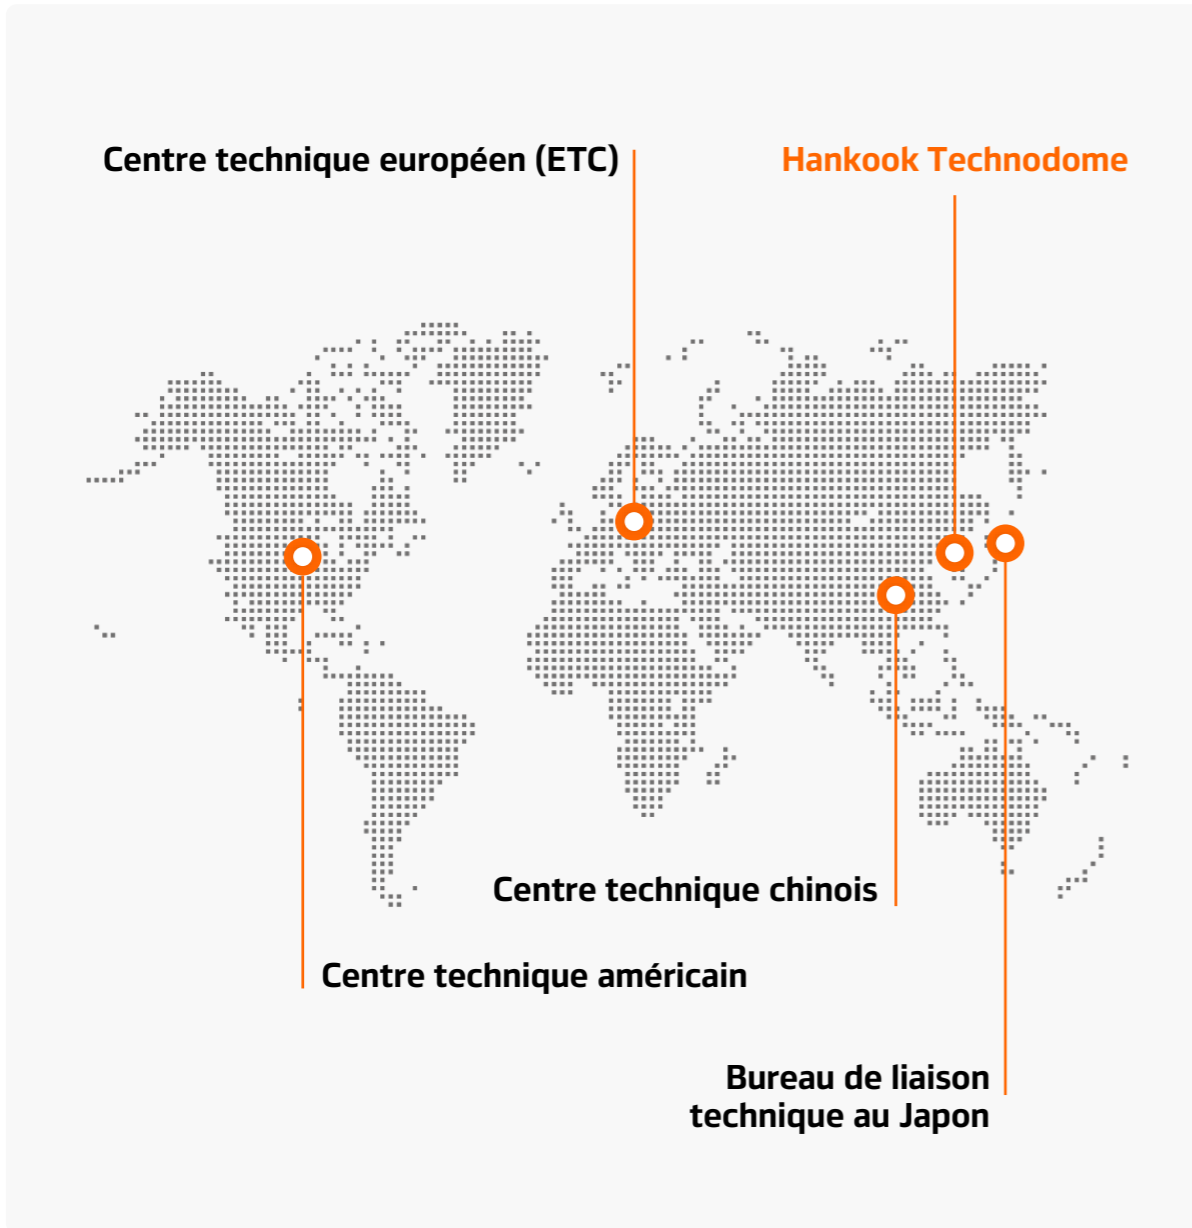 Centre technique européen (ETC)
Hankook Technodome
Centre technique chinois
Centre technique américain
Bureau de liaison
technique au Japon